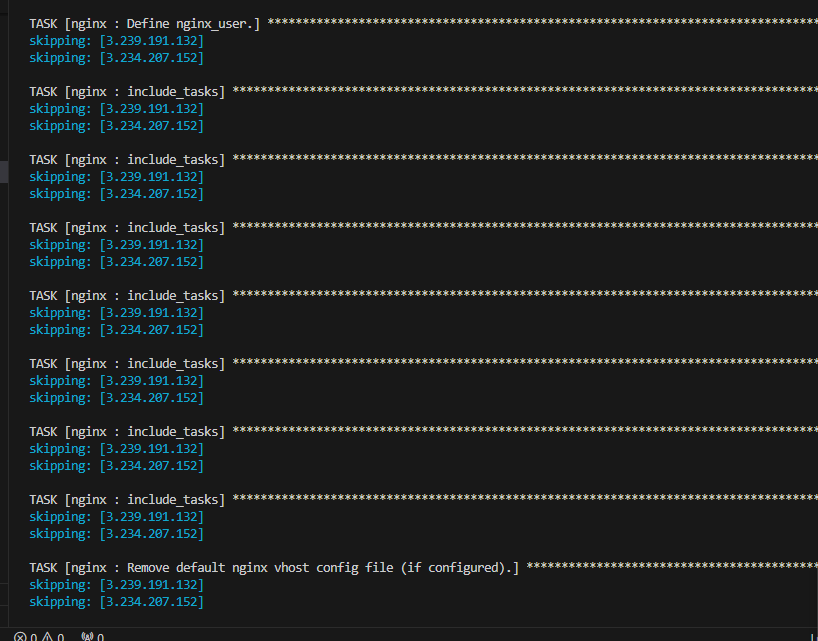 TASK [nginx : Define nginx_user.] *******************************************************************************
skipping: [3.239.191.132]
skipping: [3.234.207.152]
TASK [nginx : include_tasks] ************************************************************************************
skipping: [3.239.191.132]
skipping: [3.234.207.152]
TASK [nginx : include_tasks] ************************************************************************************
skipping: [3.239.191.132]
skipping: [3.234.207.152]
TASK [nginx : include_tasks] ************************************************************************************
skipping: [3.239.191.132]
skipping: [3.234.207.152]
TASK [nginx : include_tasks] ************************************************************************************
skipping: [3.239.191.132]
skipping: [3.234.207.152]
TASK [nginx : include_tasks] ************************************************************************************
skipping: [3.239.191.132]
skipping: [3.234.207.152]
TASK [nginx : include_tasks] ************************************************************************************
skipping: [3.239.191.132]
skipping: [3.234.207.152]
TASK [nginx : include_tasks] ************************************************************************************
skipping: [3.239.191.132]
skipping: [3.234.207.152]
TASK [nginx : Remove default nginx vhost config file (if configured).] ******************************************
skipping: [3.239.191.132]
skipping: [3.234.207.152]
0 0 0